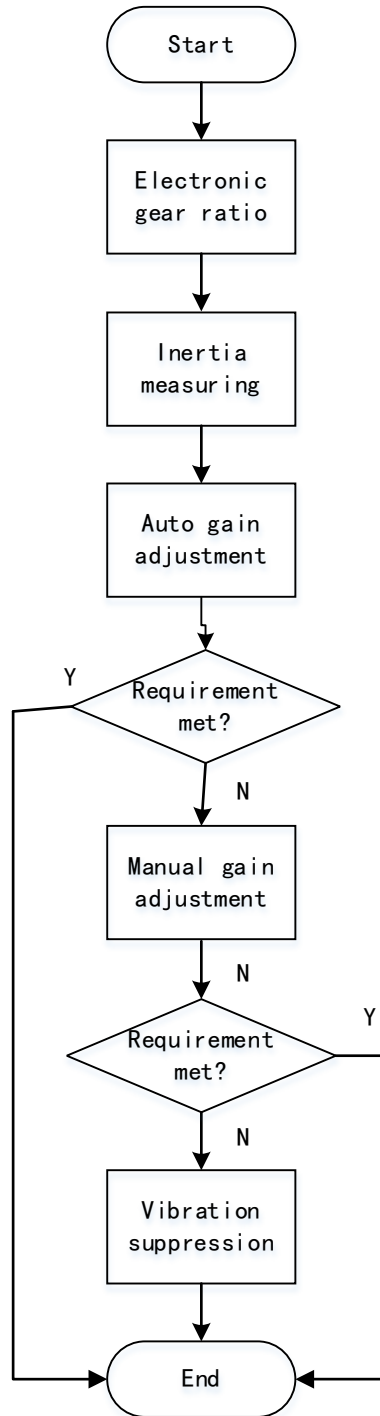 Start
Electronic
gear ratio
Inertia
measuring
Auto gain
adjustment
Y
Requirement
met?
N
Manual gain
adjustment
N
Y
Requirement
met?
N
Vibration
suppression
End